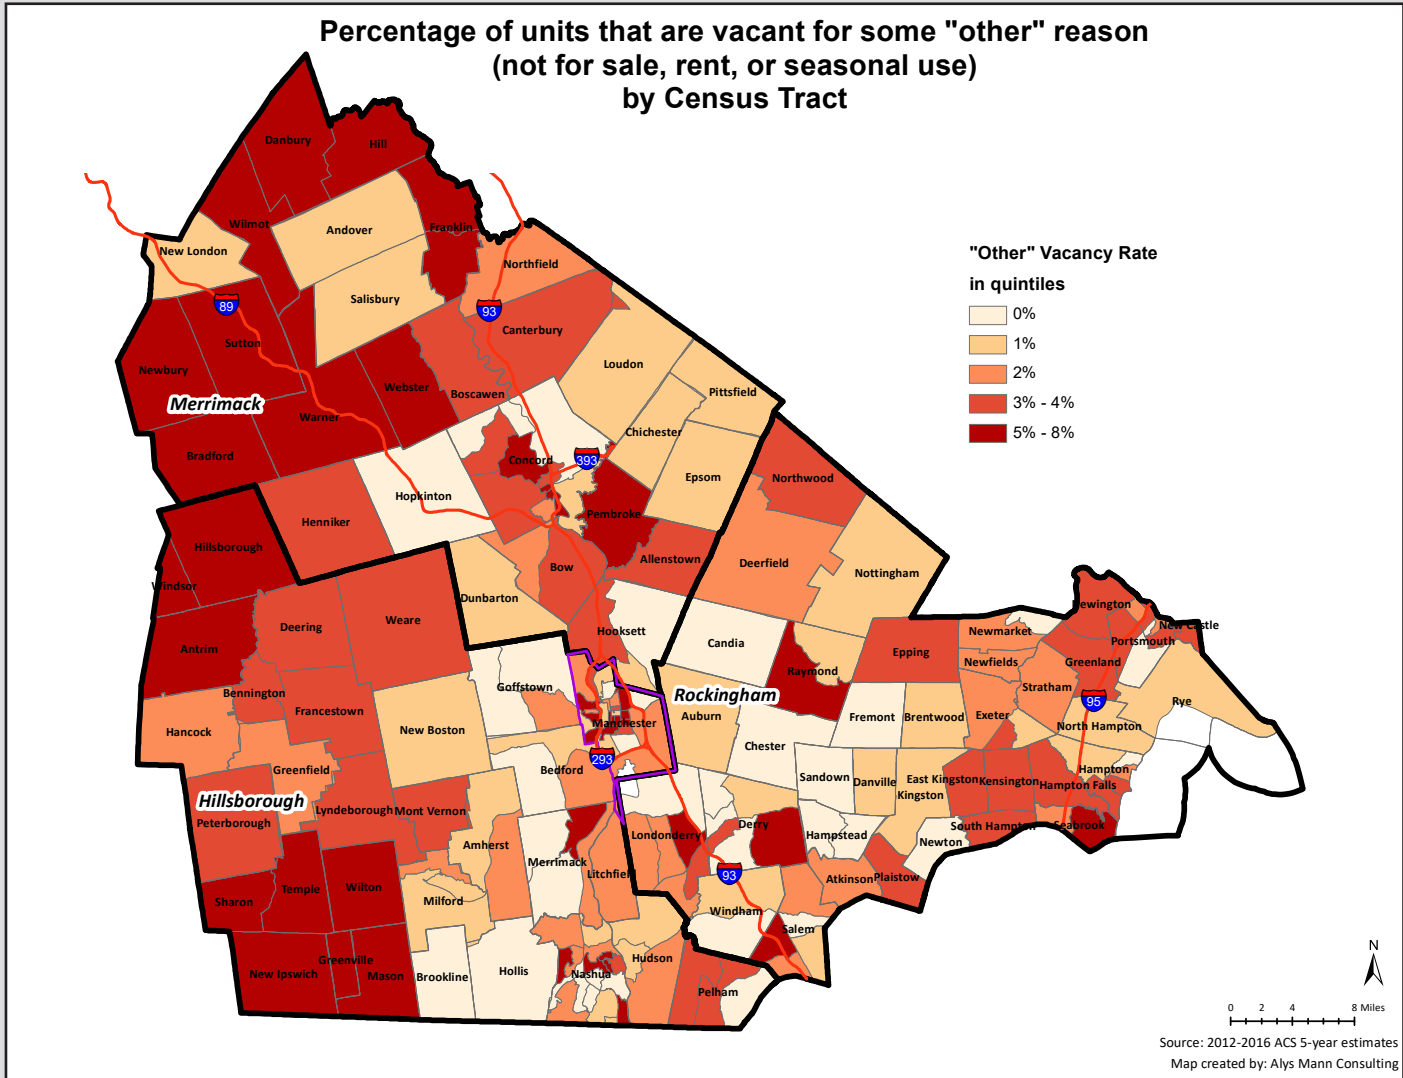 Percentage of units that are vacant for some "other" reason
(not for sale, rent, or seasonal use)
by Census Tract
"Other" Vacancy Rate
in quintiles
0%
1%
2%
3% - 4%
5% - 8%
Danbury
Hill
Wilmot
Andover
Franklin
New London
Northfield
Salisbury
89
93
Canterbury
Sutton
Loudon
Newbury
Webster
Pittsfield
Boscawen
Merrimack
Warner
Chichester
Bradford
Concord
393
Epsom
Northwood
Hopkinton
Pembroke
Henniker
Hillsborough
Allenstown
Bow
Deerfield
Nottingham
Windsor
Dunbarton
Newington
Deering
Weare
Hooksett
Candia
Newmarket
New Castle
Portsmouth
Antrim
Epping
Newfields
Greenland
Raymond
Goffstown
Stratham
Bennington
Rockingham
95
Rye
Francestown
Auburn
Fremont
Brentwood
Exeter
Manchester
North Hampton
Hancock
New Boston
Chester
293
Greenfield
Bedford
Sandown
Danville
East Kingston
Kensington
Hampton
Hampton Falls
Kingston
Hillsborough
Lyndeborough
Mont Vernon
Peterborough
Derry
South Hampton
Seabrook
Londonderry
Hampstead
Newton
Amherst
Merrimack
Litchfield
93
Atkinson
Plaistow
Temple
Wilton
Sharon
Milford
Windham
Salem
Hudson
Greenville
New Ipswich
Mason
Brookline
Hollis
Nashua
Pelham
N
0 2 4 8 Miles
Source: 2012-2016 ACS 5-year estimates
Map created by: Alys Mann Consulting